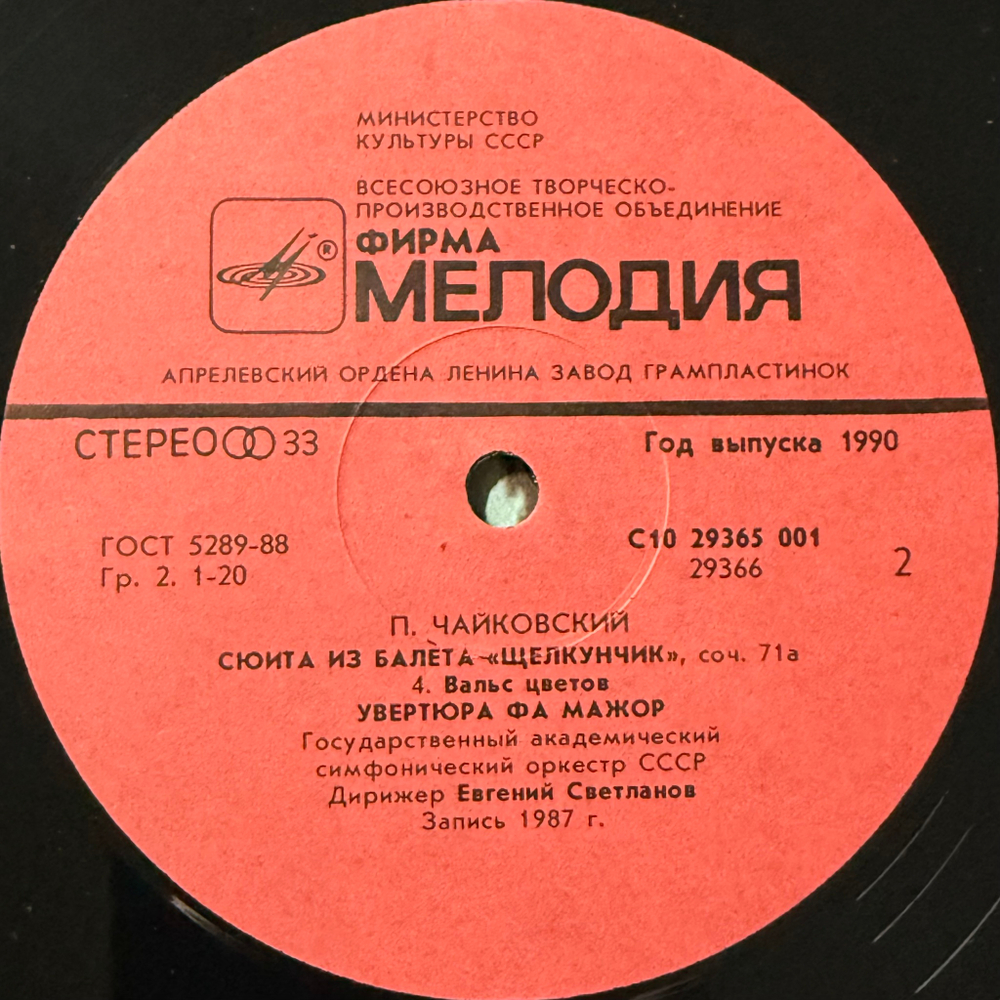 МИНИСТЕРСТВО
КУЛЬТУРЫ СССР
ВСЕСОЮЗНОЕ ТВОРЧЕСКО-
ПРОИЗВОДСТВЕННОЕ ОБЪЕДИНЕНИЕ
ФИРМА
®
МЕЛОДИЯ
АПРЕЛЕВСКИЙ ОРДЕНА ЛЕНИНА ЗАВОД ГРАМПЛАСТИНОК
СТЕРЕО 33
Год выпуска 1990
ГОСТ 5289-88
Гр. 2. 1-20
С10 29365 001
29366
2
П. ЧАЙКОВСКИЙ
СЮИТА ИЗ БАЛЕТА «ЩЕЛКУНЧИК», соч. 71а
4. Вальс цветов
УВЕРТЮРА ФА МАЖОР
Государственный академический
симфонический оркестр СССР
Дирижер Евгений Светланов
Запись 1987 г.